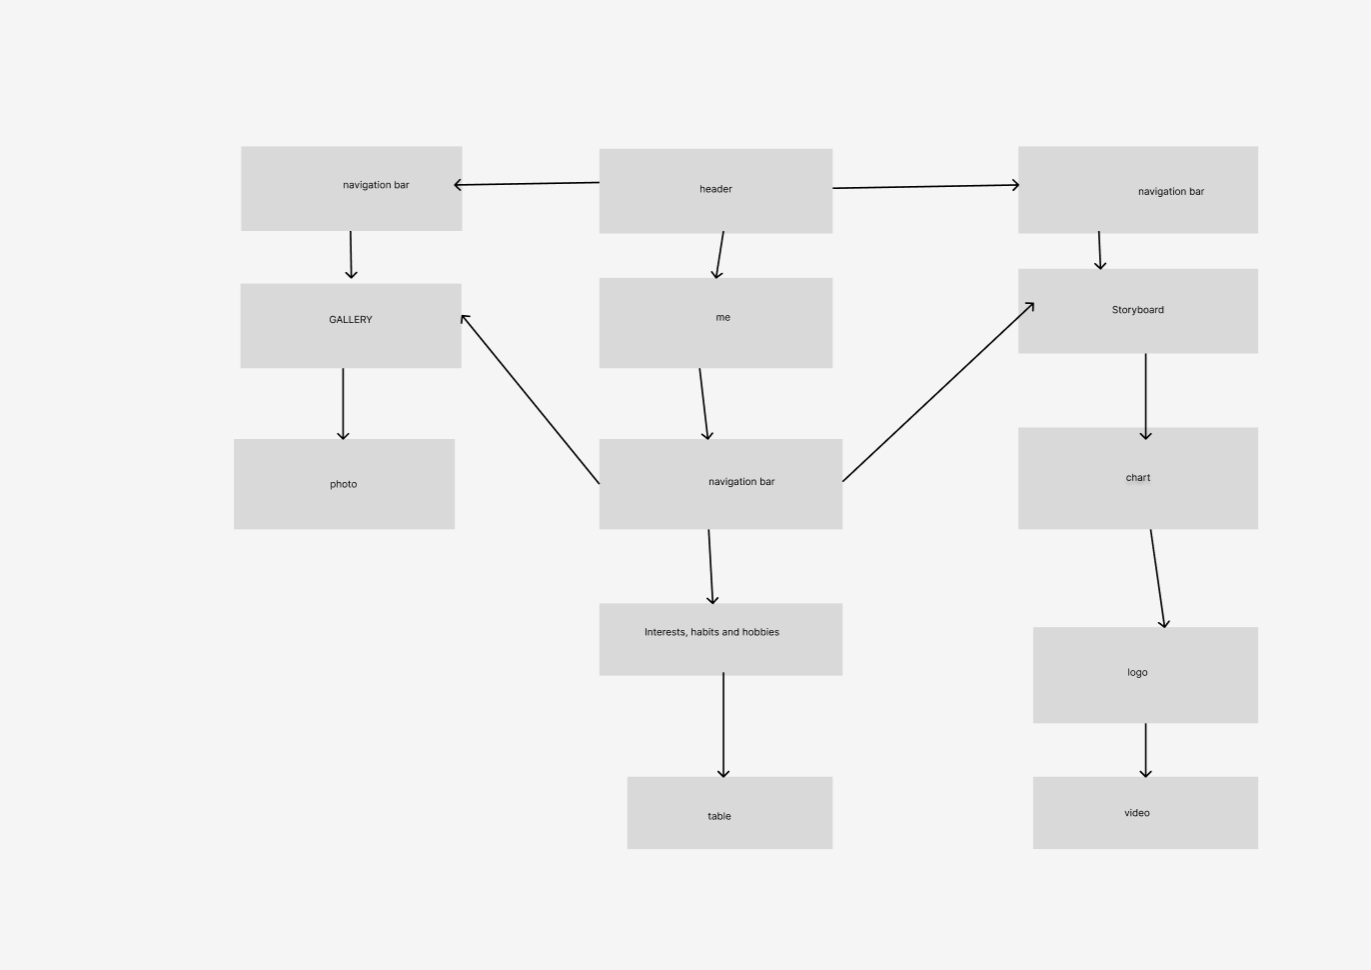 navigation bar
header
navigation bar
GALLERY
me
Storyboard
photo
navigation bar
chart
Interests, habits and hobbies
logo
table
video